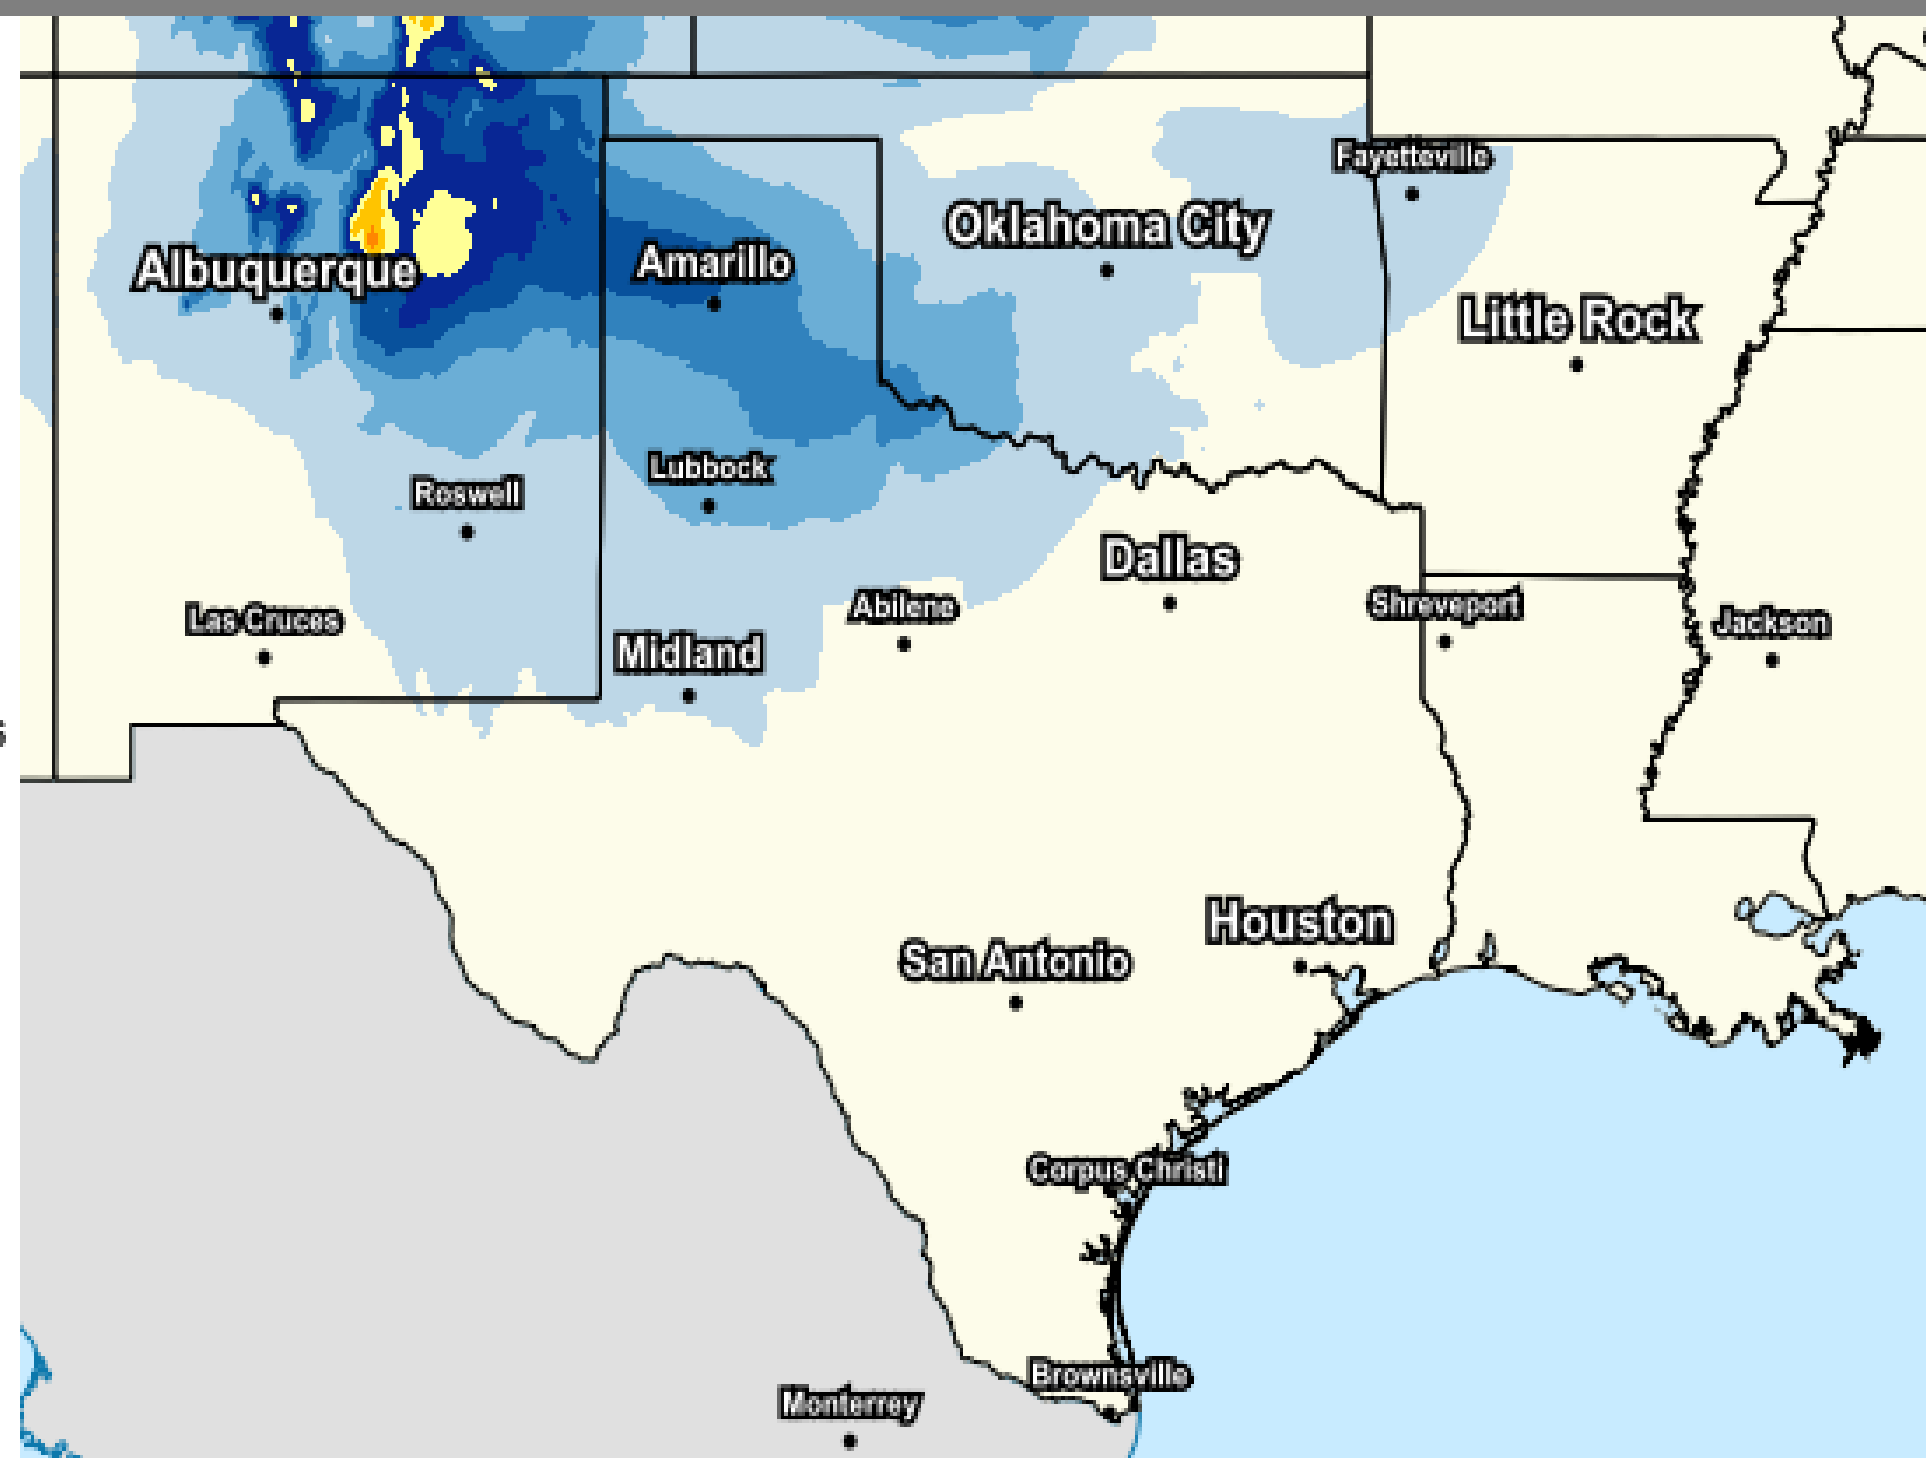 Fayetteville
Oklahoma City
Albuquerque
Amarillo
Little Rock
Lubbock
Roswell
Dallas
Abilene
Shreveport
Las Cruces
Jackson
Midland
s
Houston
San Antonio
Corpus Christi
Brownsville
Monterrey